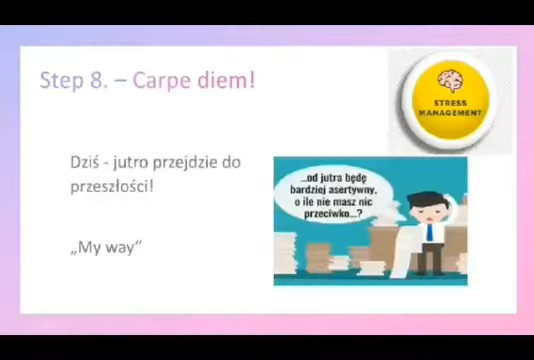 Step 8. – Carpe diem!
STRESS
MANAGEMENT
Dziś - jutro przejdzie do
przeszłości!
...od jutra będę
bardziej asertywny,
o ile nie masz nic
przeciwko...?
„My way”